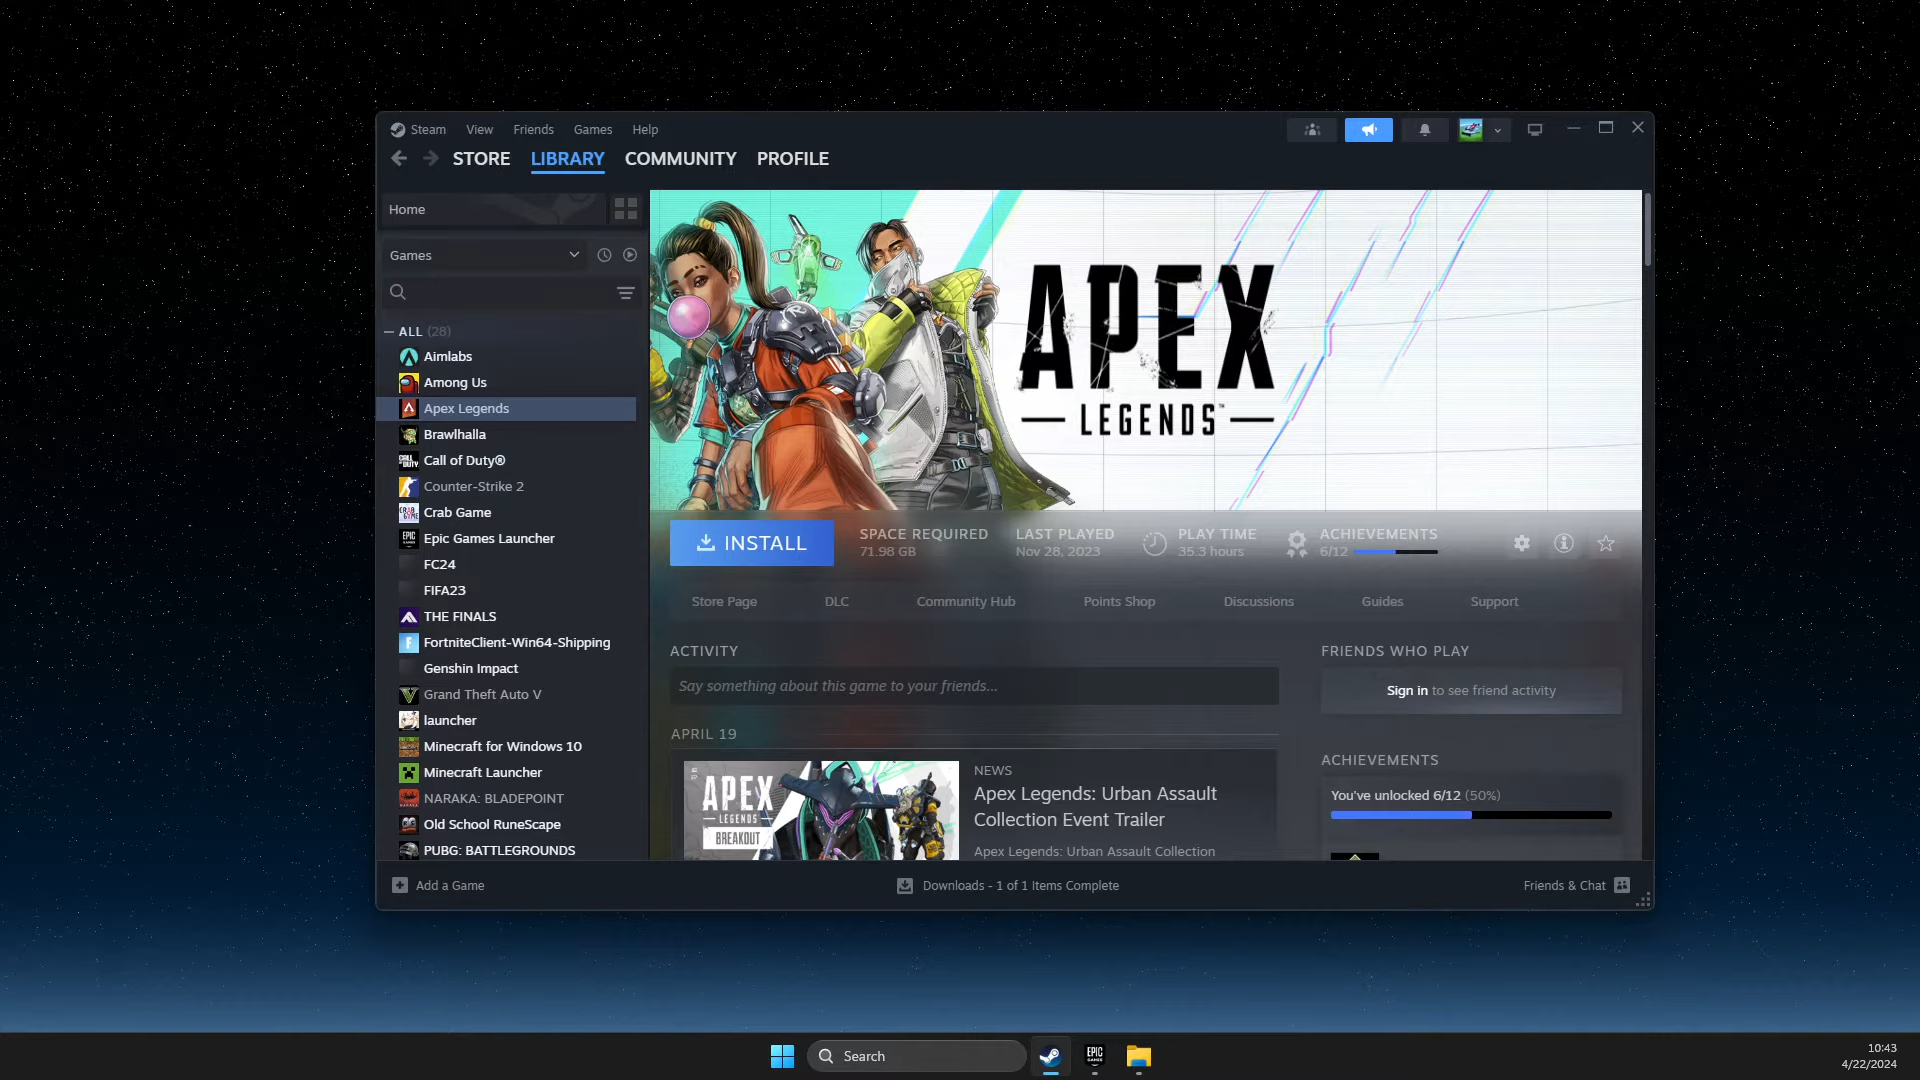 Steam View Friends Games Help
STORE LIBRARY COMMUNITY PROFILE
Home
Games
ALL (28)
Aimlabs
Among Us
Apex Legends
Brawlhalla
Call of Duty®
Counter-Strike 2
Crab Game
Epic Games Launcher
FC24
FIFA23
THE FINALS
FortniteClient-Win64-Shipping
Genshin Impact
Grand Theft Auto V
launcher
Minecraft for Windows 10
Minecraft Launcher
NARAKA: BLADEPOINT
Old School RuneScape
PUBG: BATTLEGROUNDS
APEX
LEGENDS™
INSTALL
SPACE REQUIRED
71.98 GB
LAST PLAYED
Nov 28, 2023
PLAY TIME
35.3 hours
ACHIEVEMENTS
6/12
Store Page DLC Community Hub Points Shop Discussions Guides Support
ACTIVITY
Say something about this game to your friends...
APRIL 19
APEX
LEGENDS
BREAKOUT
NEWS
Apex Legends: Urban Assault
Collection Event Trailer
Apex Legends: Urban Assault Collection
FRIENDS WHO PLAY
Sign in to see friend activity
ACHIEVEMENTS
You've unlocked 6/12 (50%)
Add a Game
Downloads - 1 of 1 Items Complete
Friends & Chat
Search
EPIC
GAMES
10:43
4/22/2024